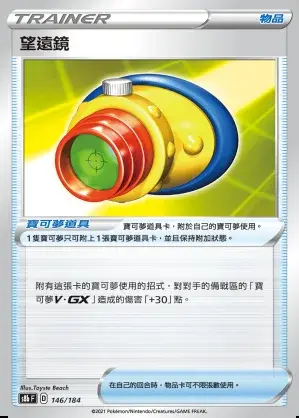 TRAINER
物品
望遠鏡
寶可夢道具
寶可夢道具卡，附於自己的寶可夢使用。
1隻寶可夢只可附上1張寶可夢道具卡，並且保持附加狀態。
附有這張卡的寶可夢使用的招式，對對手的備戰區的「寶
可夢V・GX」造成的傷害「+30」點。
Illus.Toyste Beach
在自己的回合時，物品卡可不限張數使用。
s8b F D 146/184
©2021 Pokémon/Nintendo/Creatures/GAME FREAK.